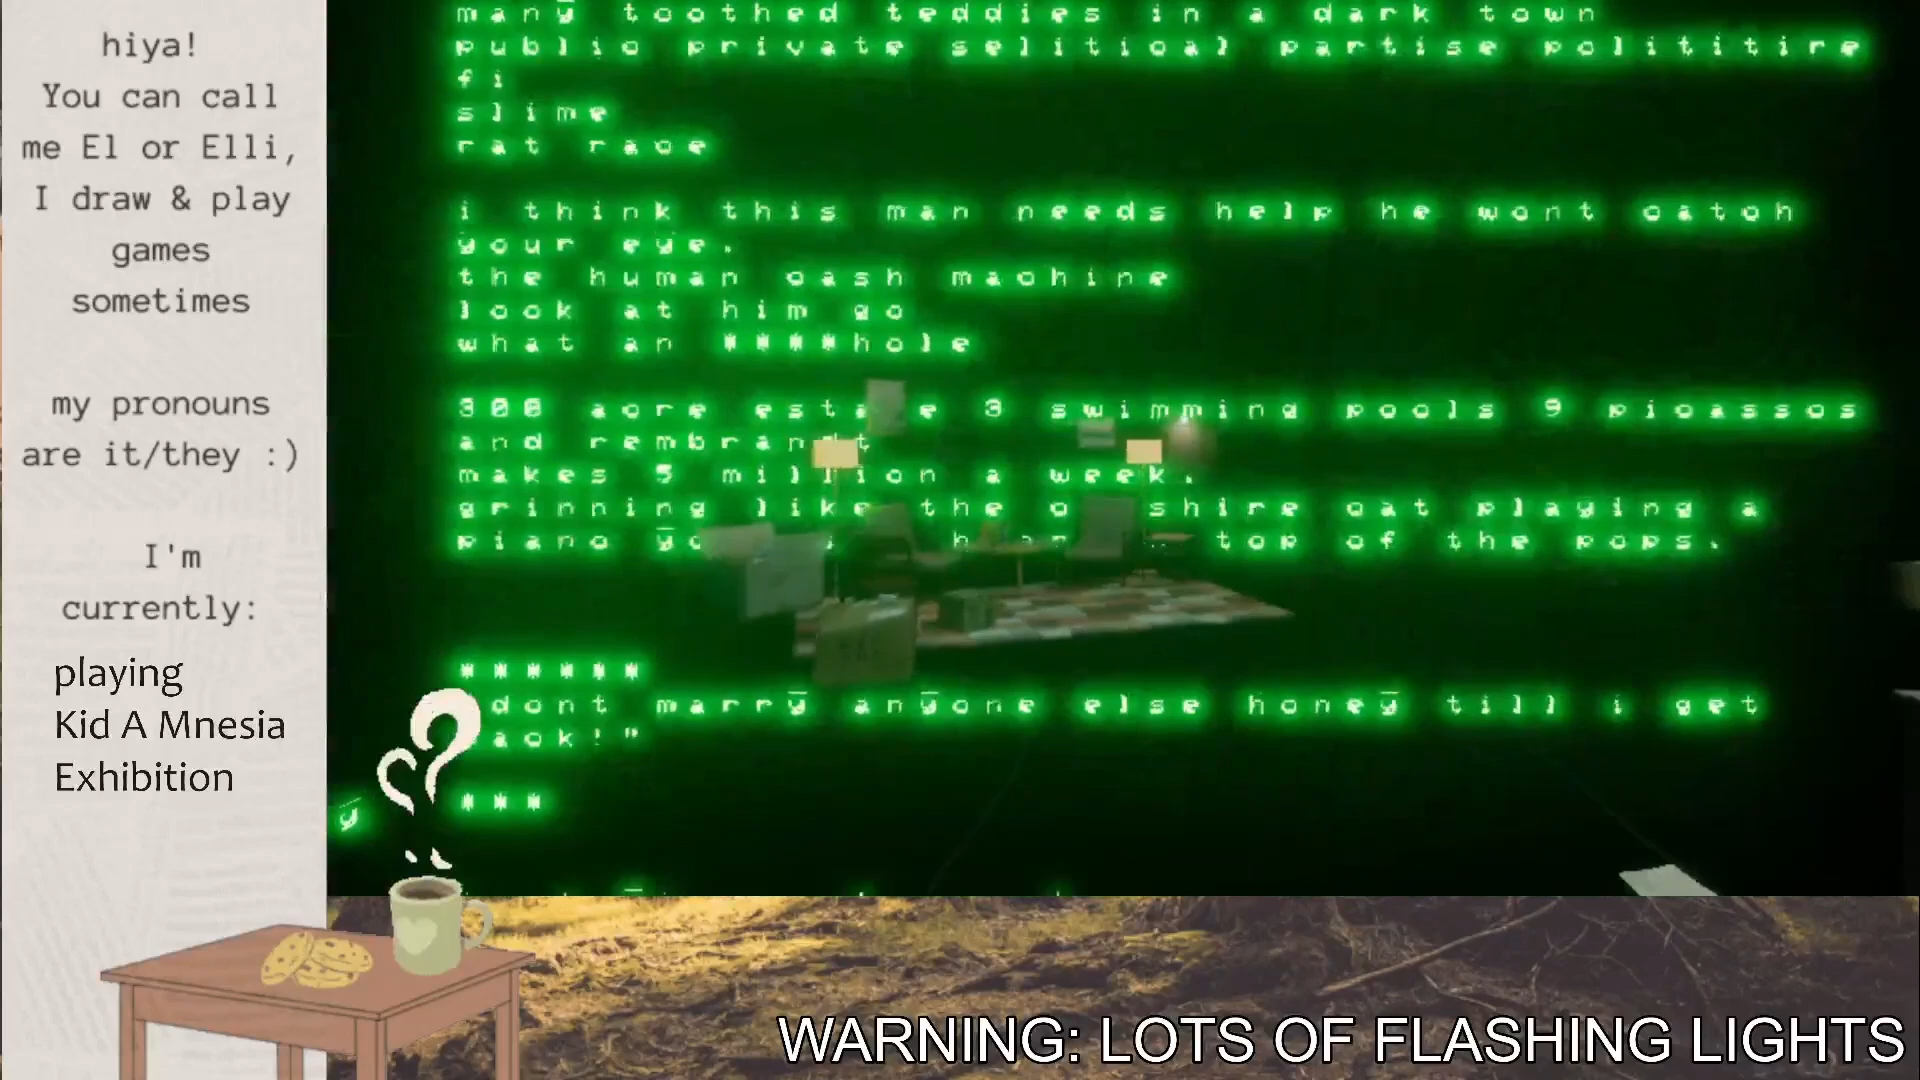 hiya!
You can call
me El or Elli,
I draw & play
games
sometimes
my pronouns
are it/they :)
I'm
currently:
playing
Kid A Mnesia
Exhibition
many toothed teddies in a dark town
public private selitical partise polititire
fi
slime
rat race
i think this man needs help he wont catch
your eye.
the human cash machine
look at him go
what an ****hole
300 acre estate 3 swimming pools 9 picassos
and rembrandt
makes 5 million a week.
grinning like the c shire cat playing a
piano top of the pops.
******
dont marry anyone else honey till i get
aok!"
***
y
WARNING: LOTS OF FLASHING LIGHTS